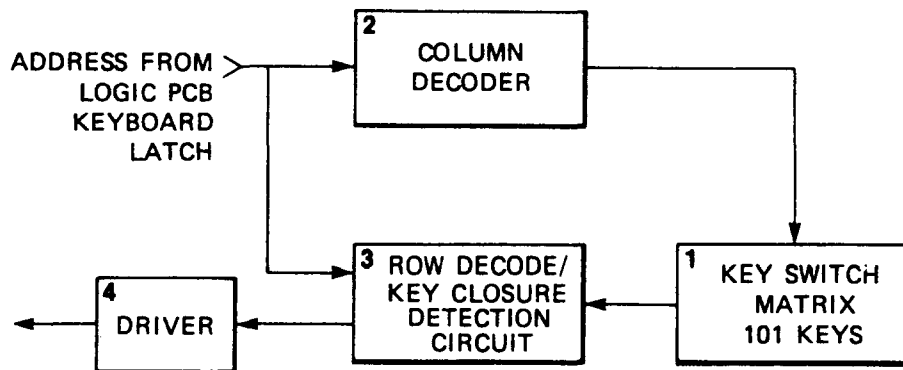 ADDRESS FROM
LOGIC PCB
KEYBOARD
LATCH
2
COLUMN
DECODER
1
KEY SWITCH
MATRIX
101 KEYS
3
ROW DECODE/
KEY CLOSURE
DETECTION
CIRCUIT
4
DRIVER